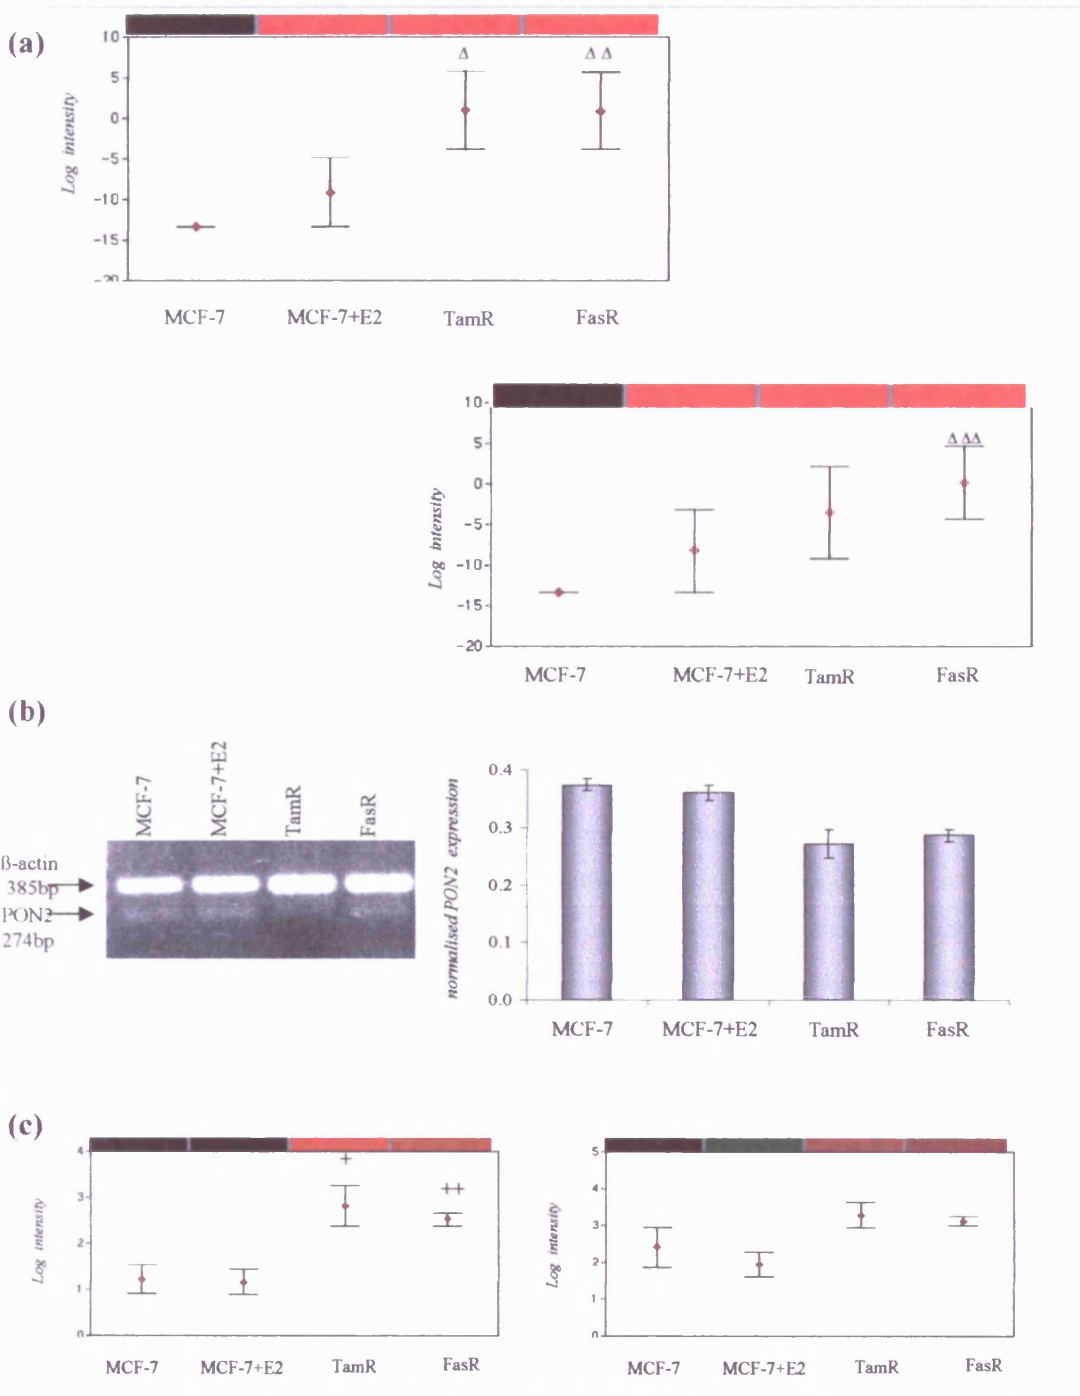 (a)
10
5
0
-5
-10
-15
-20
Log intensity
Δ
Δ Δ
MCF-7 MCF-7+E2 TamR FasR
10
5
0
-5
-10
-15
-20
Log intensity
Δ ΔΔ
MCF-7 MCF-7+E2 TamR FasR
(b)
MCF-7
MCF-7+E2
TamR
FasR
β-actin
385bp
PON2
274bp
normalised PON2 expression
0.4
0.3
0.2
0.1
0.0
MCF-7 MCF-7+E2 TamR FasR
(c)
4
3
2
1
0
Log intensity
+
++
MCF-7 MCF-7+E2 TamR FasR
5
4
3
2
1
0
Log intensity
MCF-7 MCF-7+E2 TamR FasR